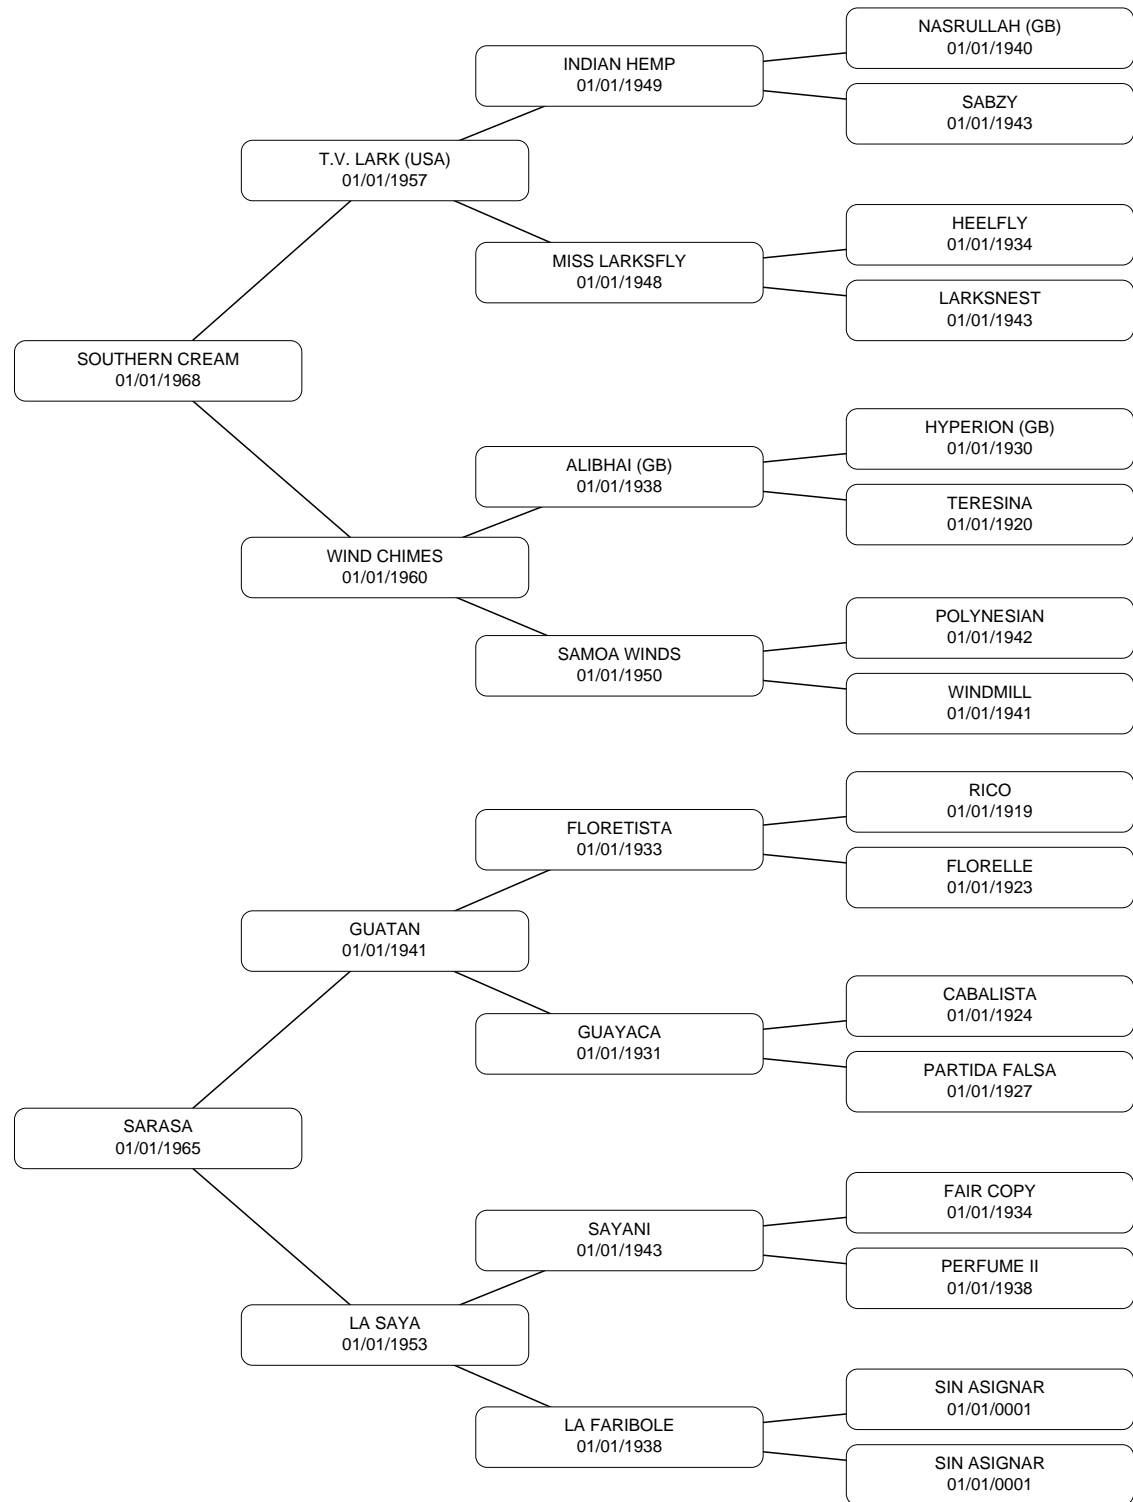 NASRULLAH (GB)
01/01/1940
INDIAN HEMP
01/01/1949
SABZY
01/01/1943
T.V. LARK (USA)
01/01/1957
HEELFLY
01/01/1934
MISS LARKSFLY
01/01/1948
LARKSNEST
01/01/1943
SOUTHERN CREAM
01/01/1968
HYPERION (GB)
01/01/1930
ALIBHAI (GB)
01/01/1938
TERESINA
01/01/1920
WIND CHIMES
01/01/1960
POLYNESIAN
01/01/1942
SAMOA WINDS
01/01/1950
WINDMILL
01/01/1941
RICO
01/01/1919
FLORETISTA
01/01/1933
FLORELLE
01/01/1923
GUATAN
01/01/1941
CABALISTA
01/01/1924
GUAYACA
01/01/1931
PARTIDA FALSA
01/01/1927
SARASA
01/01/1965
FAIR COPY
01/01/1934
SAYANI
01/01/1943
PERFUME II
01/01/1938
LA SAYA
01/01/1953
SIN ASIGNAR
01/01/0001
LA FARIBOLE
01/01/1938
SIN ASIGNAR
01/01/0001